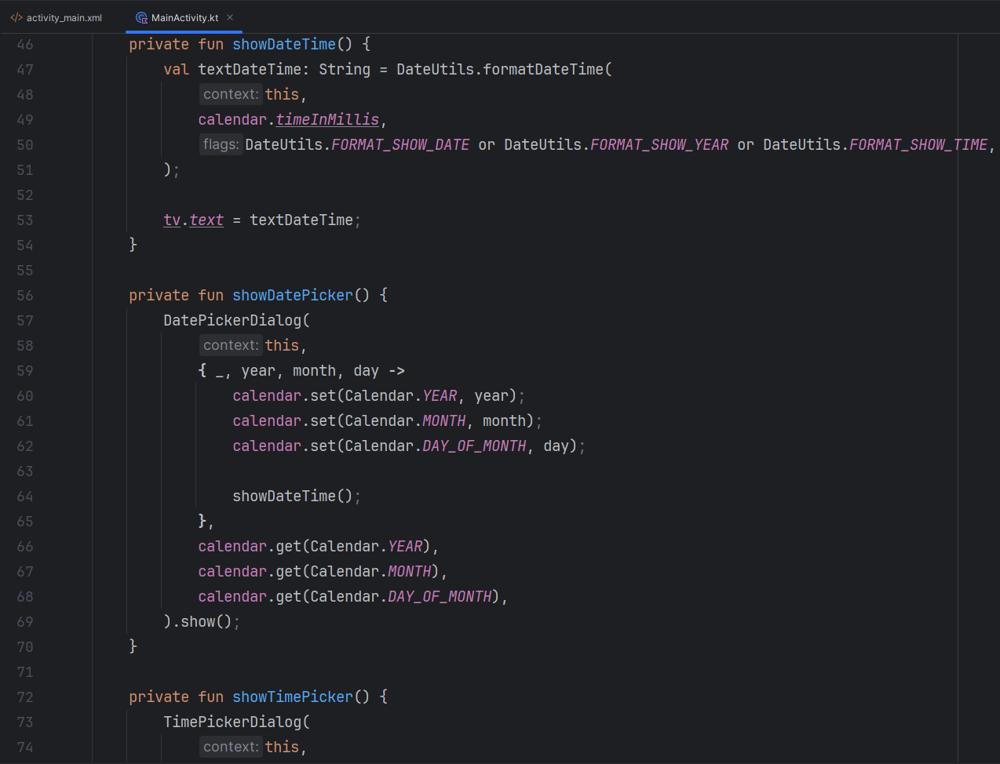 activity_main.xml MainActivity.kt ×
46 private fun showDateTime() {
47 val textDateTime: String = DateUtils.formatDateTime(
48 context: this,
49 calendar.timeInMillis,
50 flags: DateUtils.FORMAT_SHOW_DATE or DateUtils.FORMAT_SHOW_YEAR or DateUtils.FORMAT_SHOW_TIME,
51 );
52
53 tv.text = textDateTime;
54 }
55
56 private fun showDatePicker() {
57 DatePickerDialog(
58 context: this,
59 { _, year, month, day ->
60 calendar.set(Calendar.YEAR, year);
61 calendar.set(Calendar.MONTH, month);
62 calendar.set(Calendar.DAY_OF_MONTH, day);
63
64 showDateTime();
65 },
66 calendar.get(Calendar.YEAR),
67 calendar.get(Calendar.MONTH),
68 calendar.get(Calendar.DAY_OF_MONTH),
69 ).show();
70 }
71
72 private fun showTimePicker() {
73 TimePickerDialog(
74 context: this,